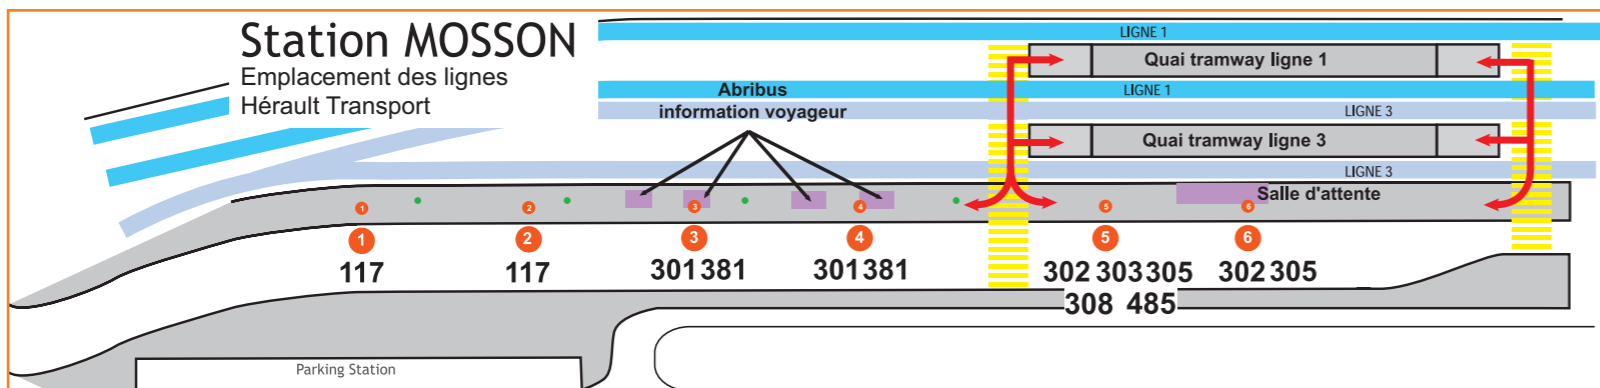 Station MOSSON
Emplacement des lignes
Hérault Transport
LIGNE 1
Quai tramway ligne 1
LIGNE 1
Abribus
information voyageur
LIGNE 3
Quai tramway ligne 3
LIGNE 3
Salle d'attente
1 2 3 4 5 6
1 2 3 4 5 6
117 117 301 381 301 381 302 303 305 302 305
308 485
Parking Station